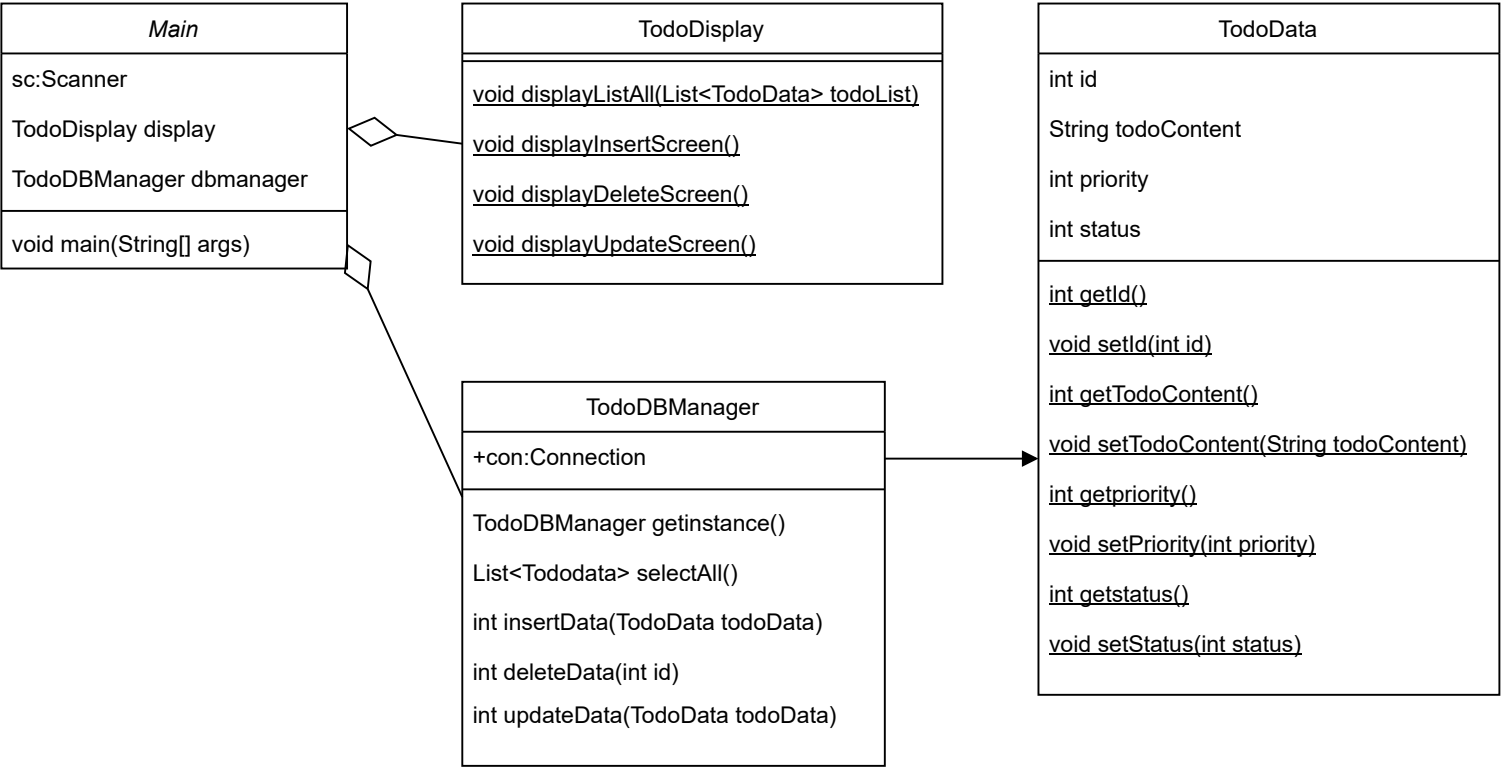 Main
sc:Scanner
TodoDisplay display
TodoDBManager dbmanager
void main(String[] args)
TodoDisplay
void displayListAll(List<TodoData> todoList)
void displayInsertScreen()
void displayDeleteScreen()
void displayUpdateScreen()
TodoData
int id
String todoContent
int priority
int status
int getId()
void setId(int id)
int getTodoContent()
void setTodoContent(String todoContent)
int getpriority()
void setPriority(int priority)
int getstatus()
void setStatus(int status)
TodoDBManager
+con:Connection
TodoDBManager getinstance()
List<Tododata> selectAll()
int insertData(TodoData todoData)
int deleteData(int id)
int updateData(TodoData todoData)